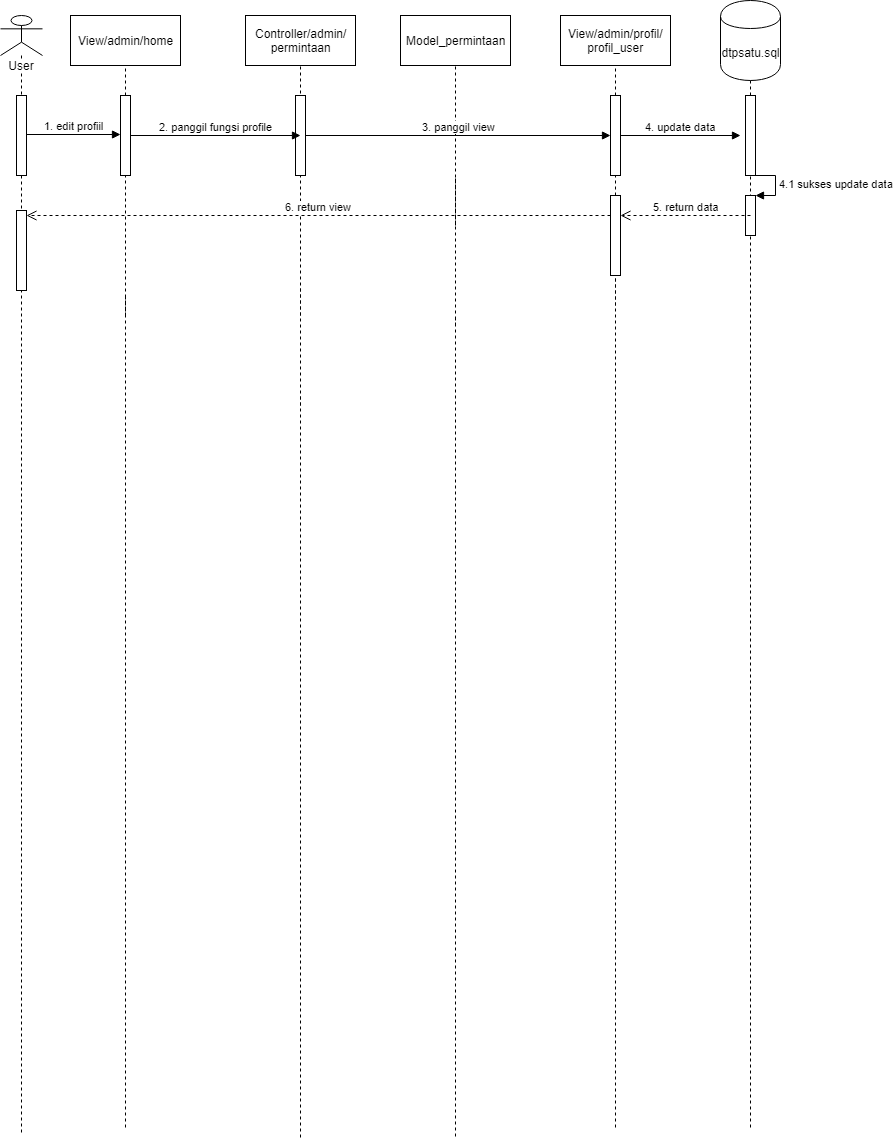 User
View/admin/home
Controller/admin/
permintaan
Model_permintaan
View/admin/profil/
profil_user
dtpsatu.sql
1. edit profiil
2. panggil fungsi profile
3. panggil view
4. update data
4.1 sukses update data
6. return view
5. return data